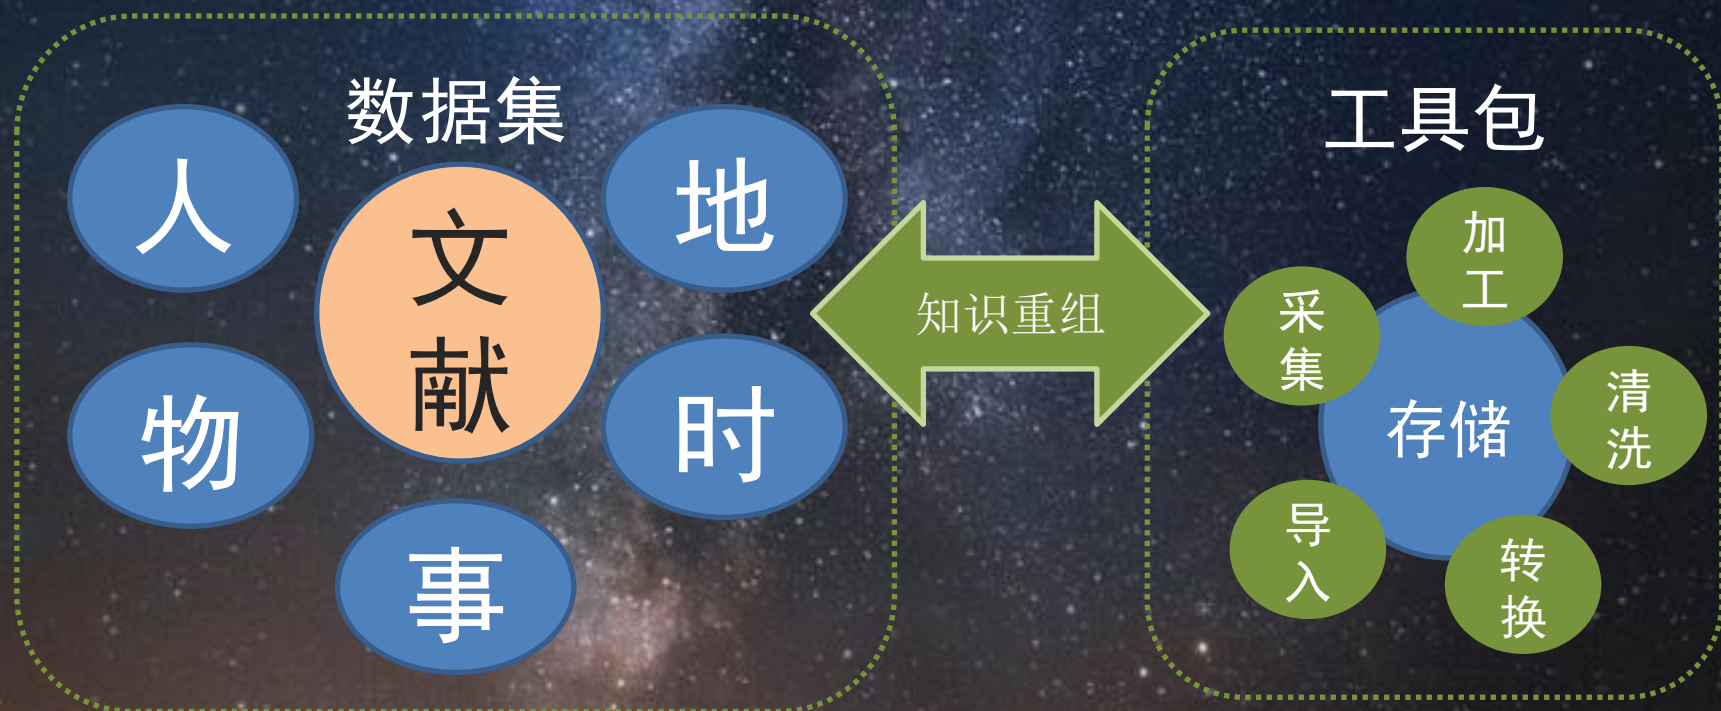 数据集
人
文
献
地
物
时
事
知识重组
工具包
加
工
采
集
存储
清
洗
导
入
转
换